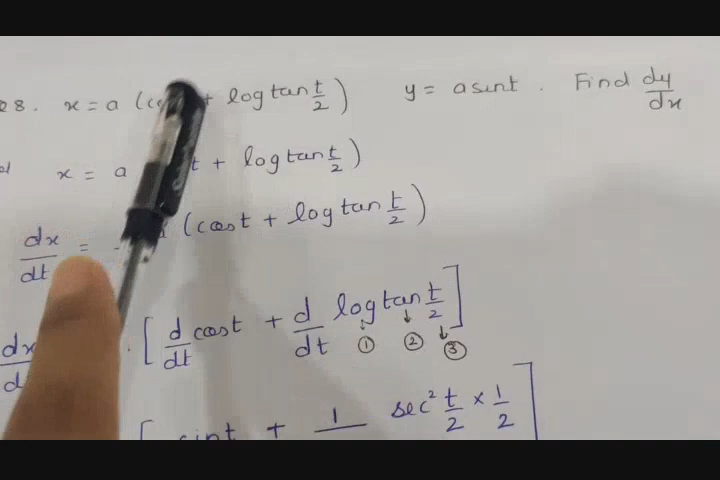 28. x = a (cos + log tan t/2) y = a sint . Find dy/dx
x = a t + log tan t/2)
dx/dt = (cost + log tan t/2)
dx [d/dt cost + d/dt log tan t/2]
① ② ③
[ sint + 1 sec² t/2 × 1/2]